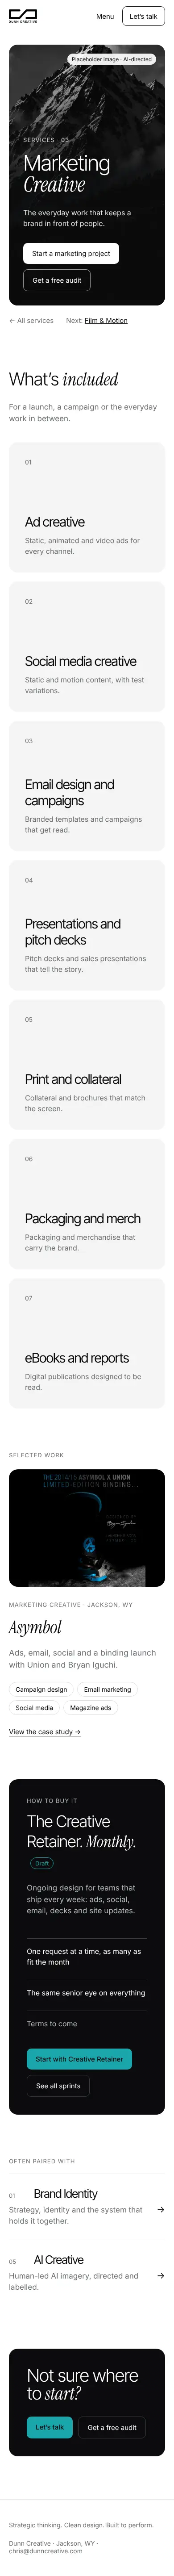 DUNN CREATIVE
Menu
Let's talk
Placeholder image · AI-directed
SERVICES · 03
Marketing
Creative
The everyday work that keeps a
brand in front of people.
Start a marketing project
Get a free audit
← All services
Next: Film & Motion
What's included
For a launch, a campaign or the everyday
work in between.
01
Ad creative
Static, animated and video ads for
every channel.
02
Social media creative
Static and motion content, with test
variations.
03
Email design and
campaigns
Branded templates and campaigns
that get read.
04
Presentations and
pitch decks
Pitch decks and sales presentations
that tell the story.
05
Print and collateral
Collateral and brochures that match
the screen.
06
Packaging and merch
Packaging and merchandise that
carry the brand.
07
eBooks and reports
Digital publications designed to be
read.
SELECTED WORK
THE 2014/15 ASYMBOL X UNION
LIMITED-EDITION BINDING...
DESIGNED BY
MARKETING CREATIVE · JACKSON, WY
Asymbol
Ads, email, social and a binding launch
with Union and Bryan Iguchi.
Campaign design
Email marketing
Social media
Magazine ads
View the case study →
HOW TO BUY IT
The Creative
Retainer. Monthly.
Draft
Ongoing design for teams that
ship every week: ads, social,
email, decks and site updates.
One request at a time, as many as
fit the month
The same senior eye on everything
Terms to come
Start with Creative Retainer
See all sprints
OFTEN PAIRED WITH
01 Brand Identity
Strategy, identity and the system that
holds it together.
→
05 AI Creative
Human-led AI imagery, directed and
labelled.
→
Not sure where
to start?
Let's talk
Get a free audit
Strategic thinking. Clean design. Built to perform.
Dunn Creative · Jackson, WY ·
chris@dunncreative.com